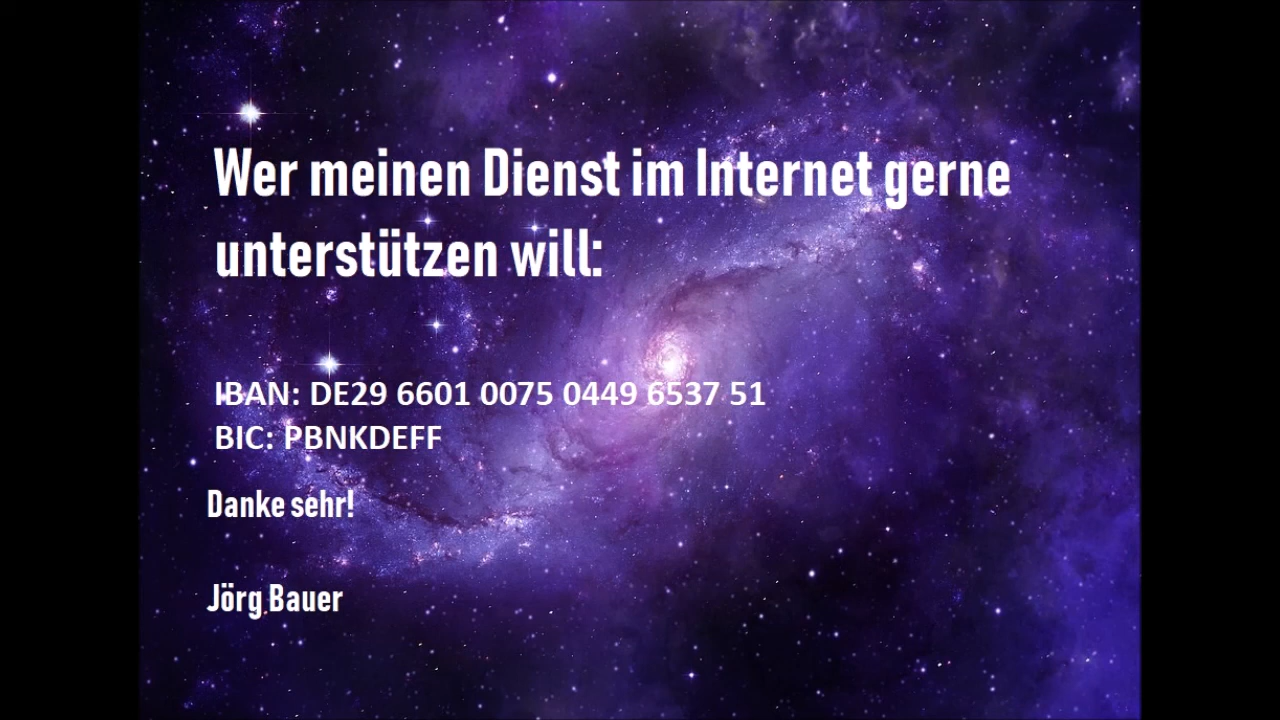 Wer meinen Dienst im Internet gerne
unterstützen will:
IBAN: DE29 6601 0075 0449 6537 51
BIC: PBNKDEFF
Danke sehr!
Jörg Bauer